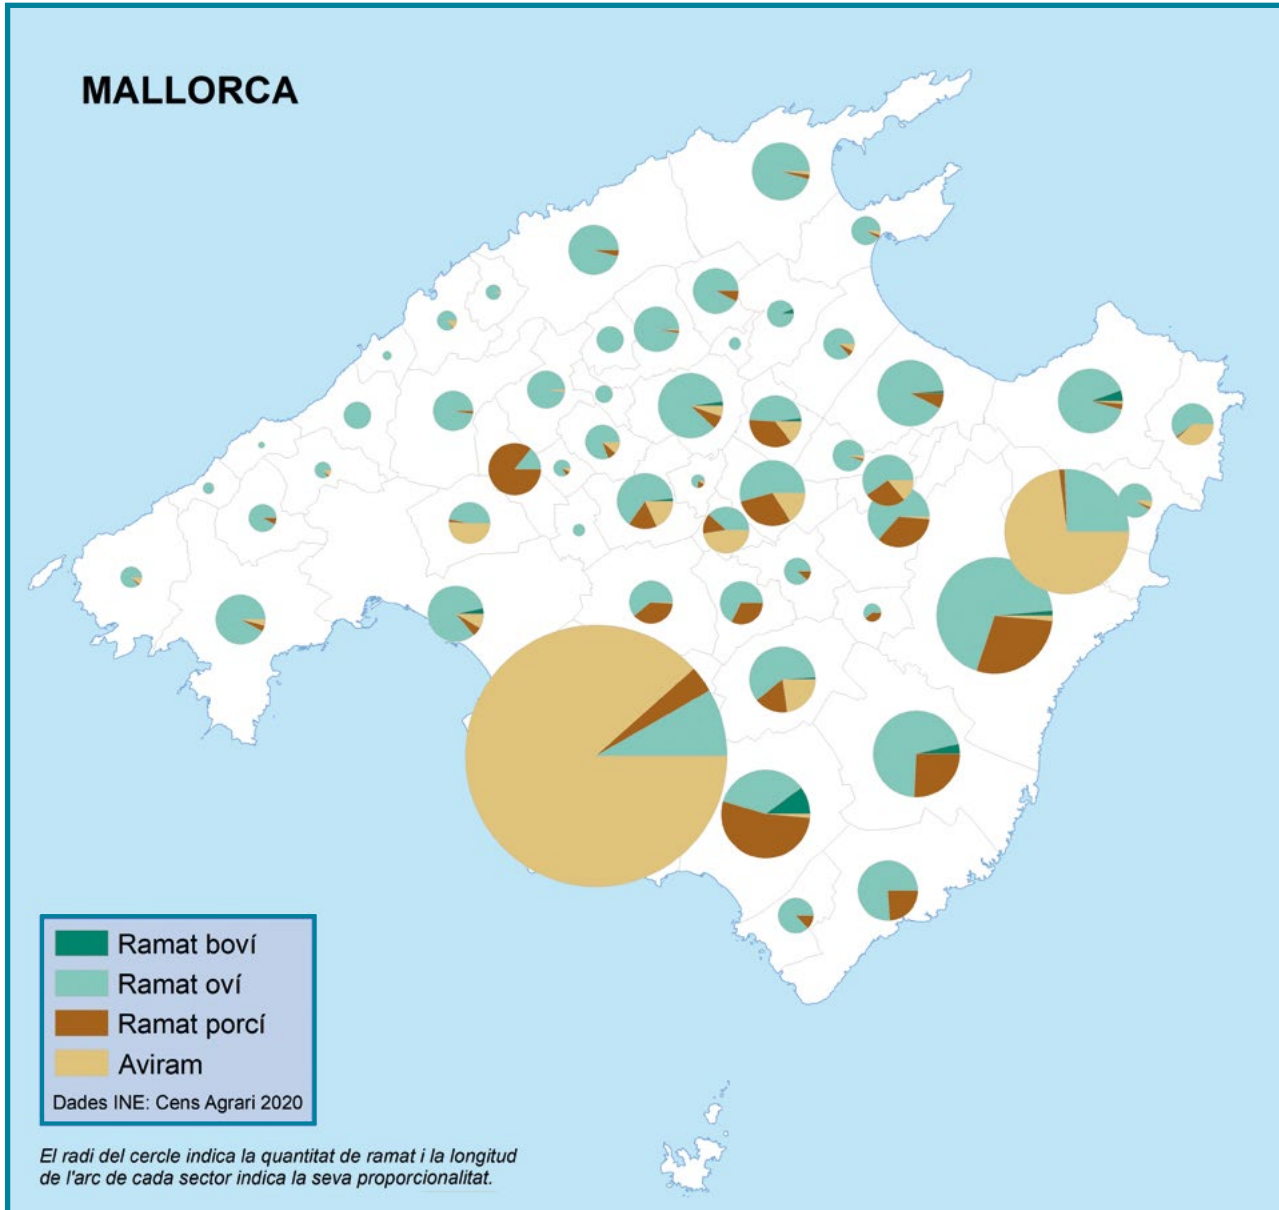 MALLORCA
Ramat boví
Ramat oví
Ramat porcí
Aviram
Dades INE: Cens Agrari 2020
El radi del cercle indica la quantitat de ramat i la longitud
de l'arc de cada sector indica la seva proporcionalitat.